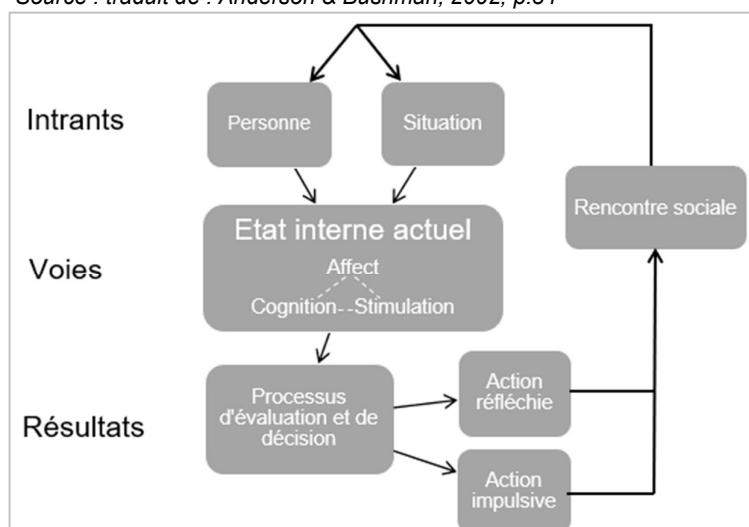 Source : traduit de : Anderson & Bushman, 2002, p.34
Intrants
Personne
Situation
Rencontre sociale
Voies
Etat interne actuel
Affect
Cognition--Stimulation
Résultats
Processus
d'évaluation et de
décision
Action
réfléchie
Action
impulsive